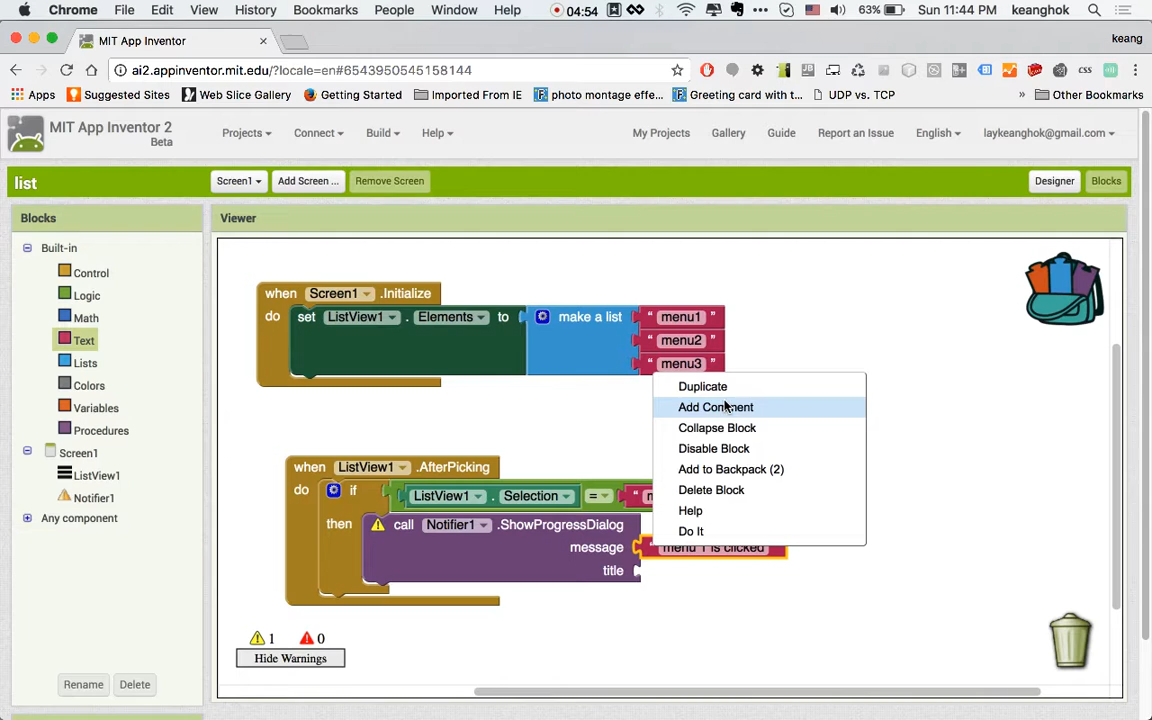 Chrome File Edit View History Bookmarks People Window Help 04:54 63% Sun 11:44 PM keanghok
MIT App Inventor keang
ai2.appinventor.mit.edu/?locale=en#6543950545158144
Apps Suggested Sites Web Slice Gallery Getting Started Imported From IE photo montage effe... Greeting card with t... UDP vs. TCP » Other Bookmarks
MIT App Inventor 2
Beta
Projects Connect Build Help My Projects Gallery Guide Report an Issue English laykeanghok@gmail.com
list Screen1 Add Screen ... Remove Screen Designer Blocks
Blocks Viewer
Built-in
Control
Logic
Math
Text
Lists
Colors
Variables
Procedures
Screen1
ListView1
Notifier1
Any component
Rename Delete
when Screen1 .Initialize
do set ListView1 . Elements to make a list “ menu1 ”
“ menu2 ”
“ menu3 ”
when ListView1 .AfterPicking
do if ListView1 . Selection = “
then call Notifier1 .ShowProgressDialog
message “ menu 1 is clicked
title
Duplicate
Add Comment
Collapse Block
Disable Block
Add to Backpack (2)
Delete Block
Help
Do It
1 0
Hide Warnings